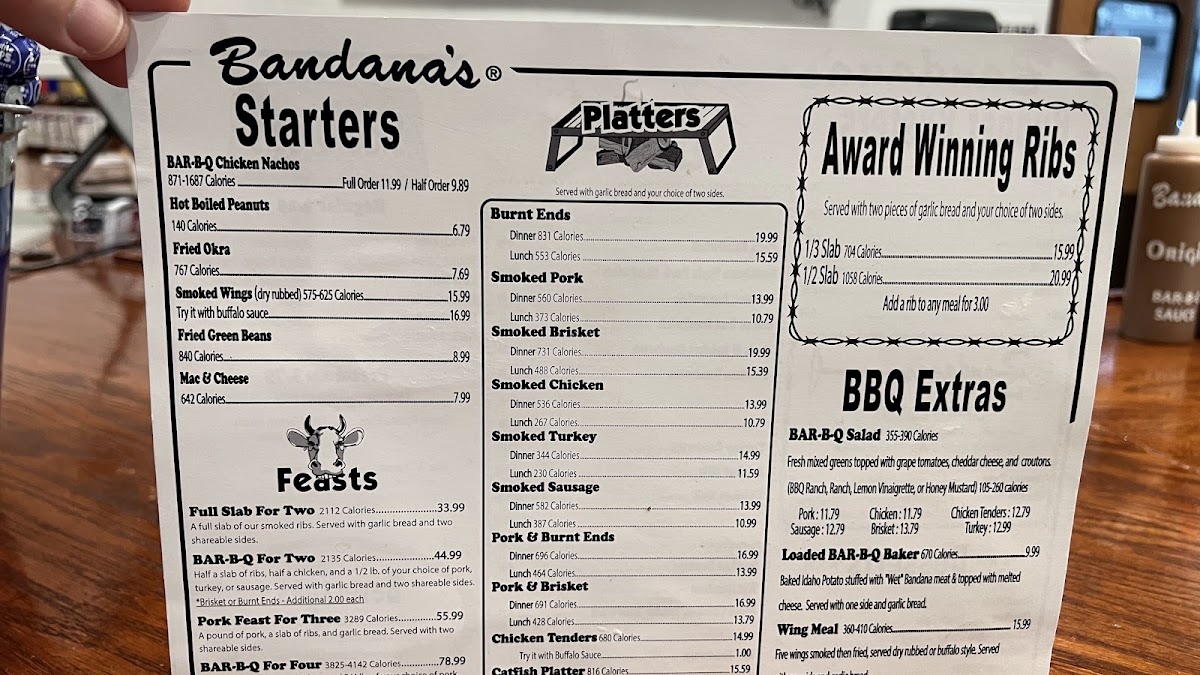 Bandana's®
Starters
BAR-B-Q Chicken Nachos
871-1687 Calories Full Order 11.99 / Half Order 9.89
Hot Boiled Peanuts
140 Calories 6.79
Fried Okra
767 Calories 7.69
Smoked Wings (dry rubbed) 575-625 Calories 15.99
Try it with buffalo sauce 16.99
Fried Green Beans
840 Calories 8.99
Mac & Cheese
642 Calories 7.99
Feasts
Full Slab For Two 2112 Calories 33.99
A full slab of our smoked ribs. Served with garlic bread and two
shareable sides.
BAR-B-Q For Two 2135 Calories 44.99
Half a slab of ribs, half a chicken, and a 1/2 lb. of your choice of pork,
turkey, or sausage. Served with garlic bread and two shareable sides.
*Brisket or Burnt Ends - Additional 2.00 each
Pork Feast For Three 3289 Calories 55.99
A pound of pork, a slab of ribs, and garlic bread. Served with two
shareable sides.
BAR-B-Q For Four 3825-4142 Calories 78.99
Platters
Served with garlic bread and your choice of two sides.
Burnt Ends
Dinner 831 Calories 19.99
Lunch 553 Calories 15.59
Smoked Pork
Dinner 560 Calories 13.99
Lunch 373 Calories 10.79
Smoked Brisket
Dinner 731 Calories 19.99
Lunch 488 Calories 15.39
Smoked Chicken
Dinner 536 Calories 13.99
Lunch 267 Calories 10.79
Smoked Turkey
Dinner 344 Calories 14.99
Lunch 230 Calories 11.59
Smoked Sausage
Dinner 582 Calories 13.99
Lunch 387 Calories 10.99
Pork & Burnt Ends
Dinner 696 Calories 16.99
Lunch 464 Calories 13.99
Pork & Brisket
Dinner 691 Calories 16.99
Lunch 428 Calories 13.79
Chicken Tenders 680 Calories 14.99
Try it with Buffalo Sauce 1.00
Catfish Platter 816 Calories 15.59
Award Winning Ribs
Served with two pieces of garlic bread and your choice of two sides.
1/3 Slab 704 Calories 15.99
1/2 Slab 1058 Calories 20.99
Add a rib to any meal for 3.00
BBQ Extras
BAR-B-Q Salad 355-390 Calories
Fresh mixed greens topped with grape tomatoes, cheddar cheese, and croutons.
(BBQ Ranch, Ranch, Lemon Vinaigrette, or Honey Mustard) 105-260 calories
Pork : 11.79 Chicken : 11.79 Chicken Tenders : 12.79
Sausage : 12.79 Brisket : 13.79 Turkey : 12.99
Loaded BAR-B-Q Baker 670 Calories 9.99
Baked Idaho Potato stuffed with "Wet" Bandana meat & topped with melted
cheese. Served with one side and garlic bread.
Wing Meal 360-410 Calories 15.99
Five wings smoked then fried, served dry rubbed or buffalo style. Served